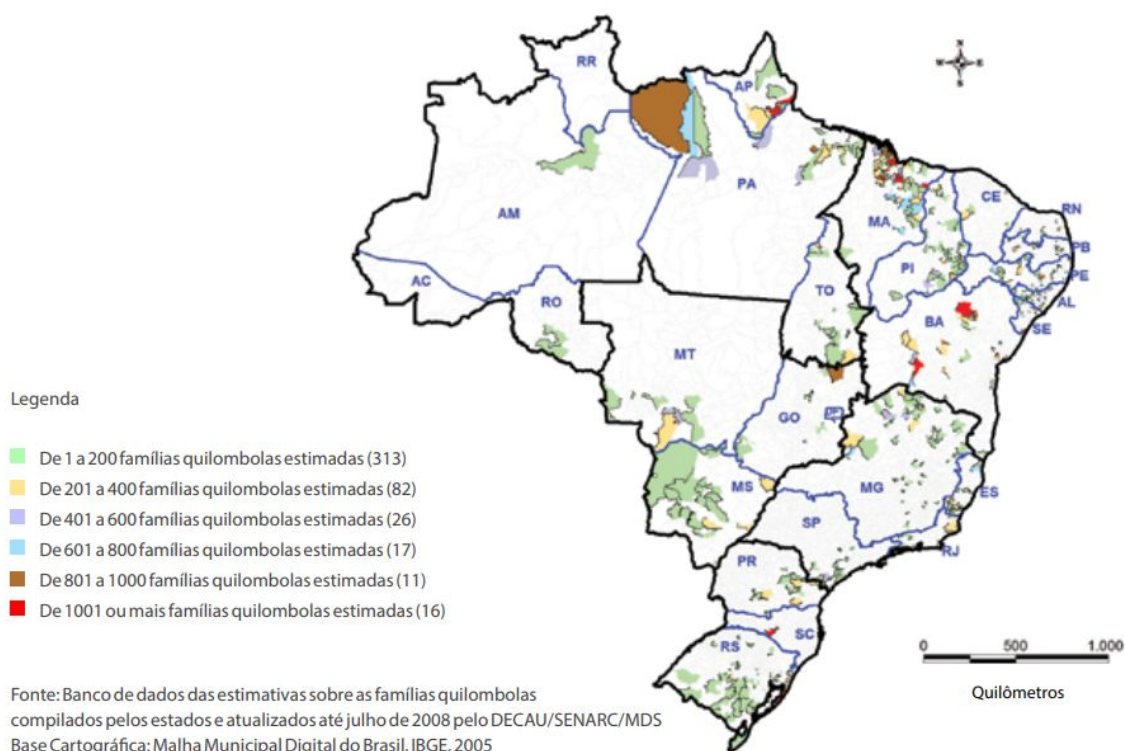 N
W
E
S
RR
AP
AM
PA
MA
CE
RN
PB
PE
AL
SE
PI
AC
RO
TO
BA
MT
GO
DF
MG
ES
MS
SP
RJ
PR
SC
RS
Legenda
De 1 a 200 famílias quilombolas estimadas (313)
De 201 a 400 famílias quilombolas estimadas (82)
De 401 a 600 famílias quilombolas estimadas (26)
De 601 a 800 famílias quilombolas estimadas (17)
De 801 a 1000 famílias quilombolas estimadas (11)
De 1001 ou mais famílias quilombolas estimadas (16)
0 500 1.000
Quilômetros
Fonte: Banco de dados das estimativas sobre as famílias quilombolas
compilados pelos estados e atualizados até julho de 2008 pelo DECAU/SENARC/MDS
Base Cartográfica: Malha Municipal Digital do Brasil, IBGE, 2005